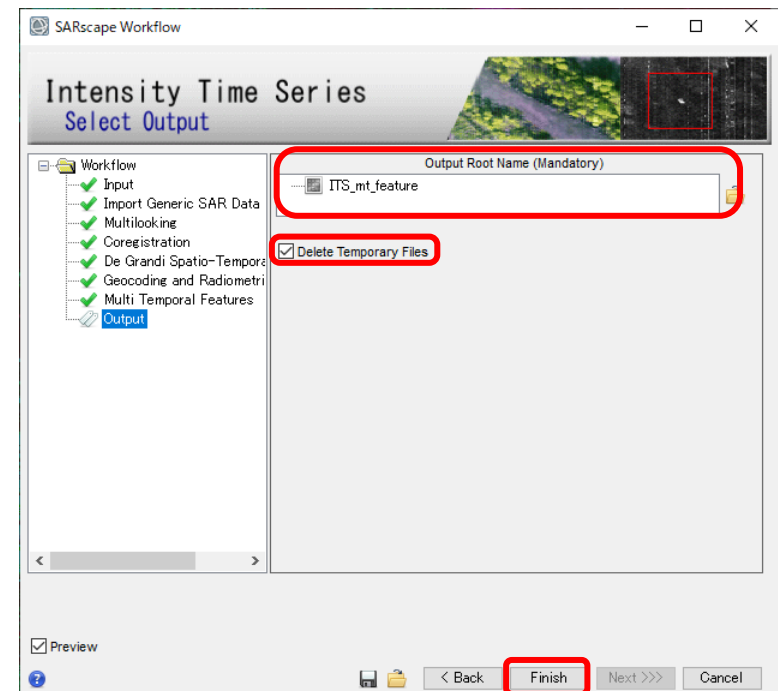 SARscape Workflow
Intensity Time Series
Select Output
Workflow
Input
Import Generic SAR Data
Multilooking
Coregistration
De Grandi Spatio-Tempora
Geocoding and Radiometri
Multi Temporal Features
Output
Output Root Name (Mandatory)
ITS_mt_feature
Delete Temporary Files
Preview
< Back
Finish
Next >>>
Cancel